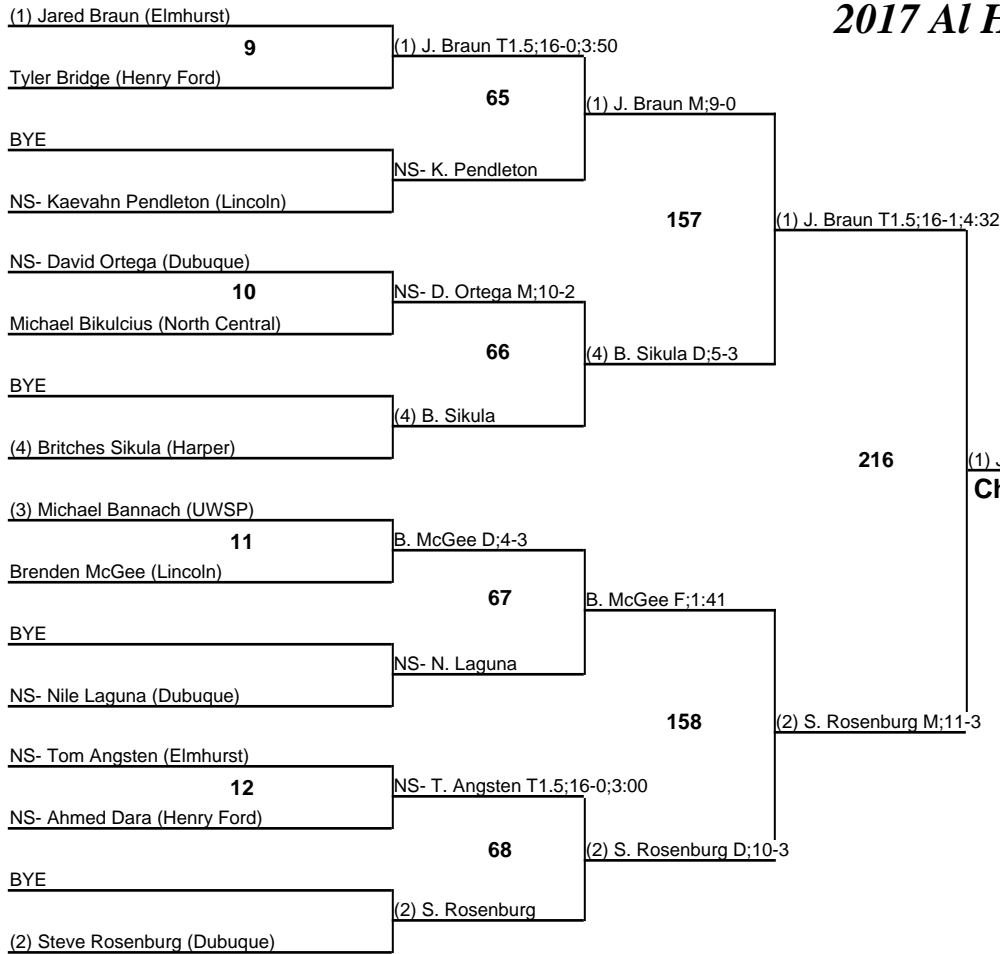 2017 Al H
(1) Jared Braun (Elmhurst)
9
(1) J. Braun T1.5;16-0;3:50
Tyler Bridge (Henry Ford)
65
(1) J. Braun M;9-0
BYE
NS- K. Pendleton
NS- Kaevahn Pendleton (Lincoln)
157
(1) J. Braun T1.5;16-1;4:32
NS- David Ortega (Dubuque)
10
NS- D. Ortega M;10-2
Michael Bikulcius (North Central)
66
(4) B. Sikula D;5-3
BYE
(4) B. Sikula
(4) Britches Sikula (Harper)
216
(1) J
Ch
(3) Michael Bannach (UWSP)
11
B. McGee D;4-3
Brenden McGee (Lincoln)
67
B. McGee F;1:41
BYE
NS- N. Laguna
NS- Nile Laguna (Dubuque)
158
(2) S. Rosenburg M;11-3
NS- Tom Angsten (Elmhurst)
12
NS- T. Angsten T1.5;16-0;3:00
NS- Ahmed Dara (Henry Ford)
68
(2) S. Rosenburg D;10-3
BYE
(2) S. Rosenburg
(2) Steve Rosenburg (Dubuque)